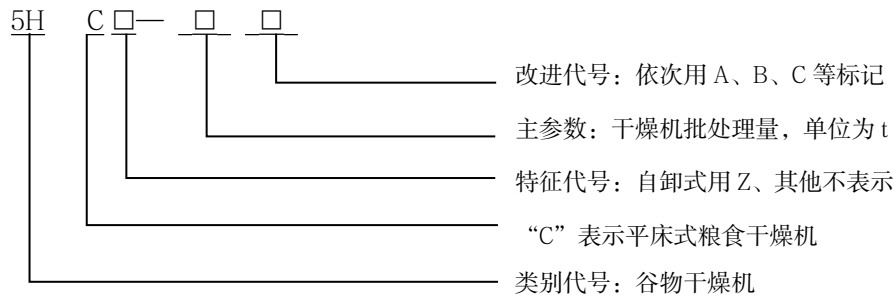 5H C □— □ □
改进代号：依次用 A、B、C 等标记
主参数：干燥机批处理量，单位为 t
特征代号：自卸式用 Z、其他不表示
“C”表示平床式粮食干燥机
类别代号：谷物干燥机